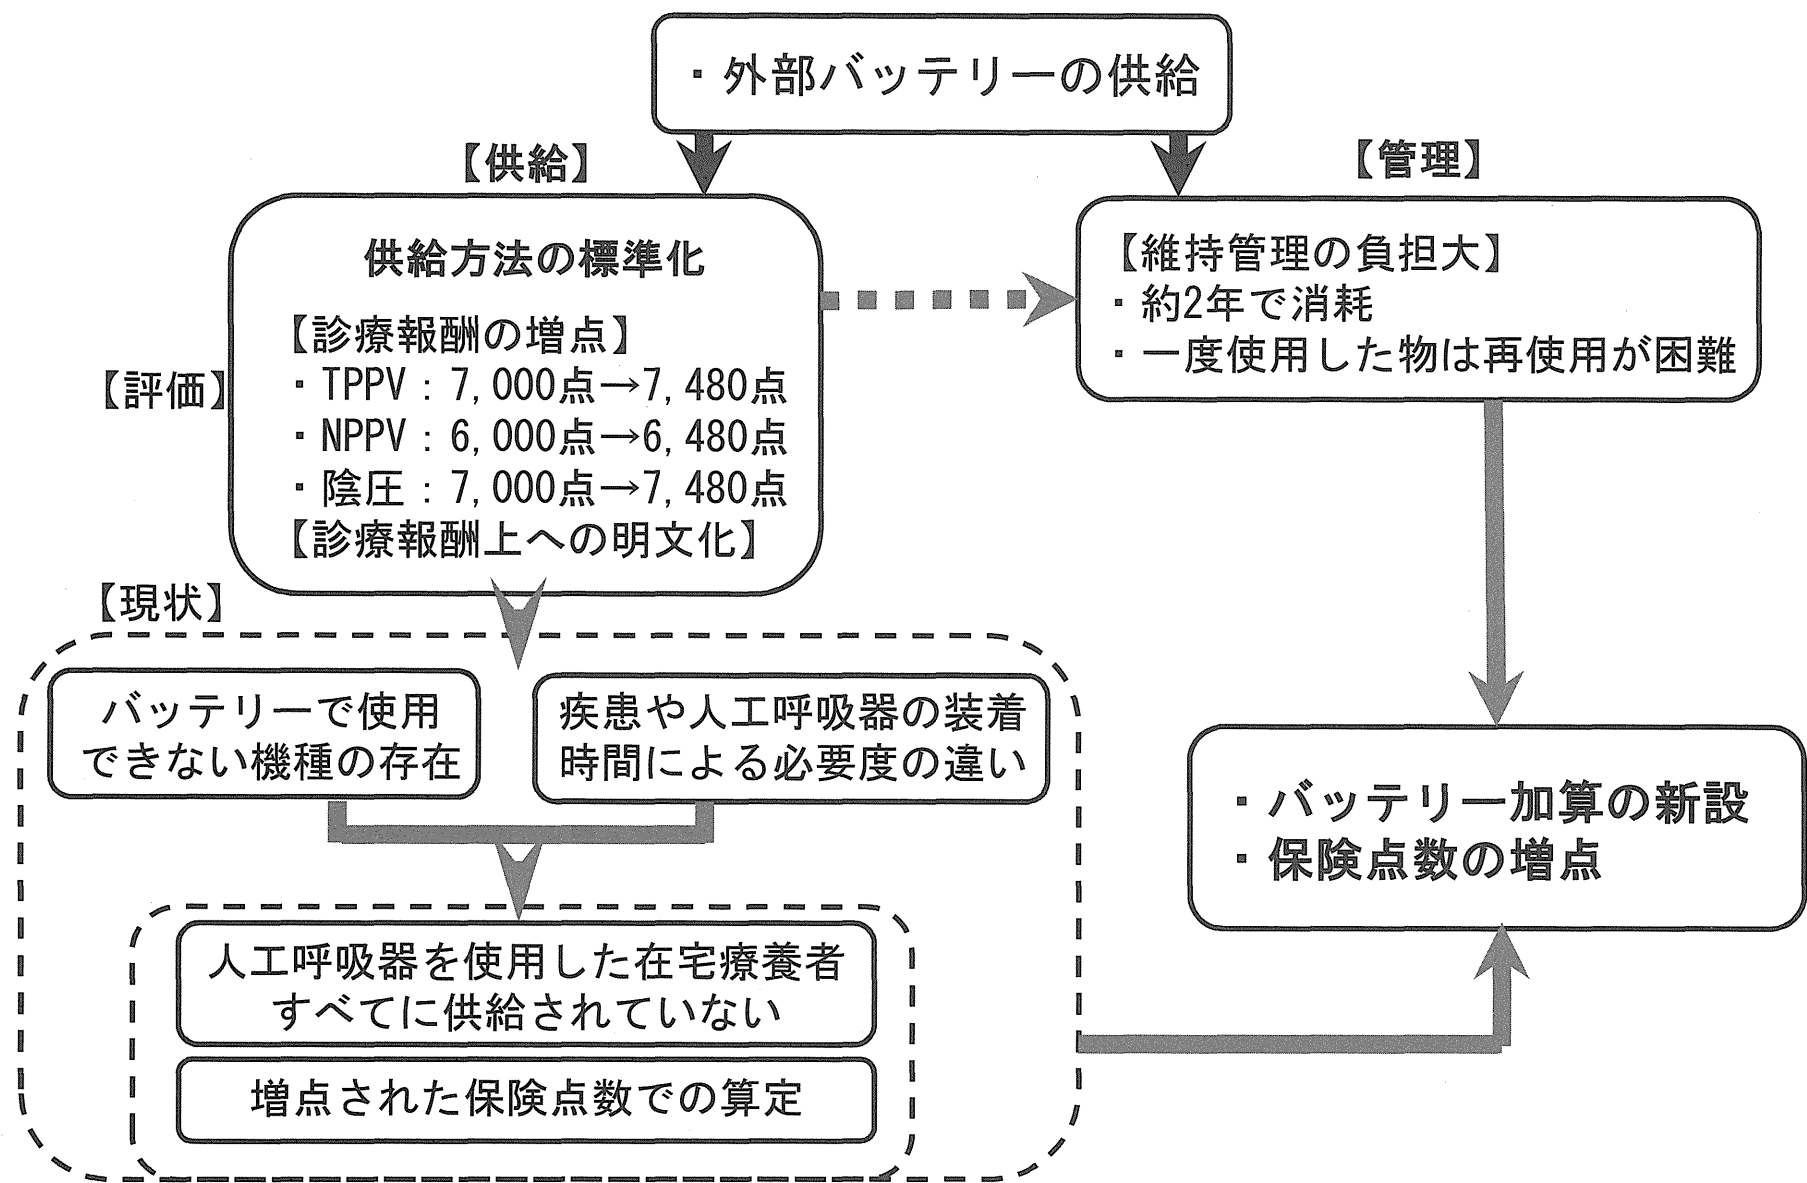 ・外部バッテリーの供給
【供給】
【管理】
供給方法の標準化
【診療報酬の増点】
・TPPV：7,000点→7,480点
・NPPV：6,000点→6,480点
・陰圧：7,000点→7,480点
【診療報酬上への明文化】
【評価】
【維持管理の負担大】
・約2年で消耗
・一度使用した物は再使用が困難
【現状】
バッテリーで使用
できない機種の存在
疾患や人工呼吸器の装着
時間による必要度の違い
人工呼吸器を使用した在宅療養者
すべてに供給されていない
増点された保険点数での算定
・バッテリー加算の新設
・保険点数の増点